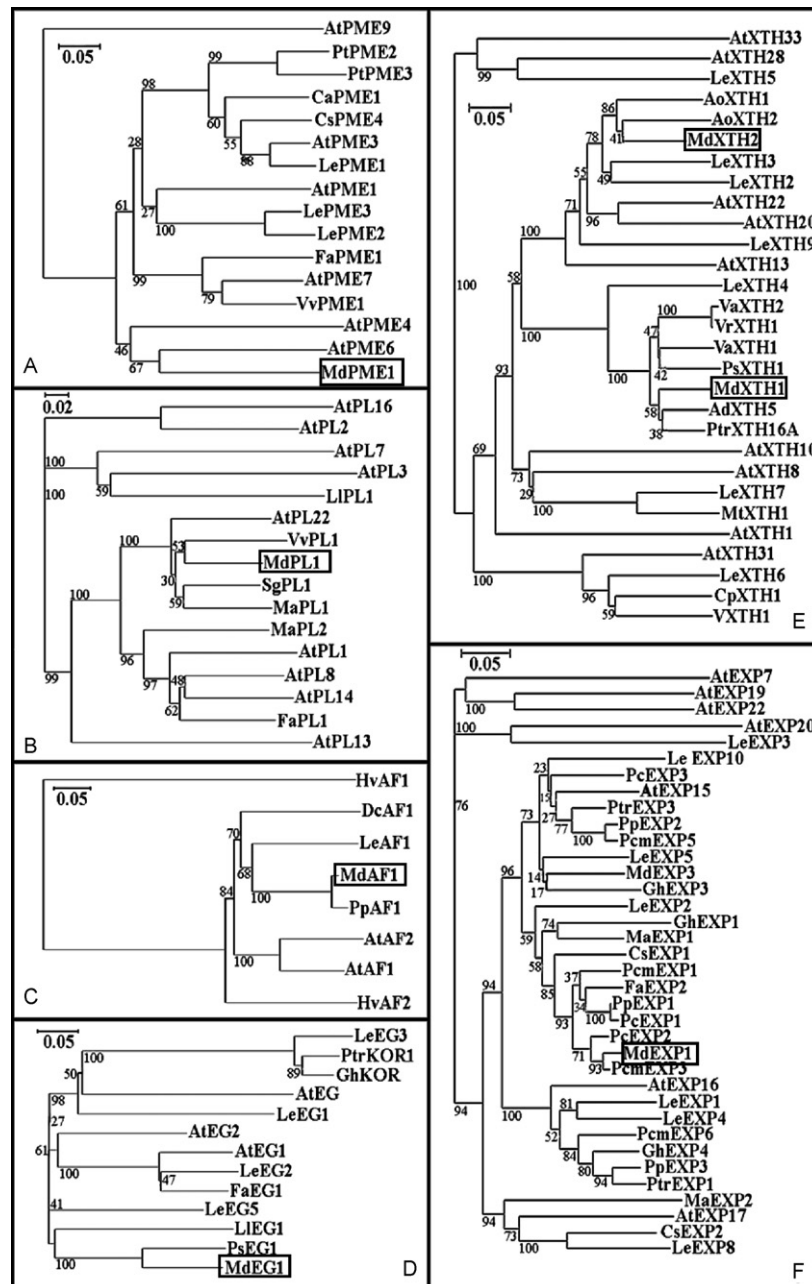 AtPME9
0.05
PtPME2
99
PtPME3
98
CaPME1
60
CsPME4
55
AtPME3
88
LePME1
28
AtPME1
27
LePME3
100
LePME2
61
FaPME1
99
AtPME7
79
VvPME1
AtPME4
46
AtPME6
67
MdPME1
A
0.02
AtPL16
AtPL2
AtPL7
100
AtPL3
59
100
LlPL1
AtPL22
100
53
VvPL1
MdPL1
30
SgPL1
59
MaPL1
100
MaPL2
96
AtPL1
97
48
AtPL8
AtPL14
62
FaPL1
99
AtPL13
B
0.05
HvAF1
DcAF1
70
LeAF1
68
MdAF1
100
PpAF1
84
AtAF2
100
AtAF1
HvAF2
C
0.05
LeEG3
100
PtrKOR1
89
GhKOR
50
AtEG
98
LeEG1
27
AtEG2
61
AtEG1
100
LeEG2
47
FaEG1
41
LeEG5
LlEG1
PsEG1
100
MdEG1
D
AtXTH33
AtXTH28
99
LeXTH5
0.05
AoXTH1
86
AoXTH2
41
MdXTH2
78
LeXTH3
49
LeXTH2
55
AtXTH22
96
AtXTH20
71
LeXTH9
100
AtXTH13
100
58
LeXTH4
VaXTH2
100
VrXTH1
47
VaXTH1
100
PsXTH1
42
100
MdXTH1
58
AdXTH5
38
PtrXTH16A
93
AtXTH16
69
73
AtXTH8
29
LeXTH7
100
MtXTH1
AtXTH1
AtXTH31
100
LeXTH6
96
CpXTH1
59
VXTH1
E
0.05
AtEXP7
AtEXP19
100
AtEXP22
AtEXP20
100
LeEXP3
Le EXP10
23
PcEXP3
15
AtEXP15
76
PtrEXP3
73
27
PpEXP2
77
100
PcmEXP5
LeEXP5
14
MdEXP3
17
GhEXP3
96
LeEXP2
GhEXP1
74
59
MaEXP1
58
CsEXP1
37
PcmEXP1
85
FaEXP2
34
PpEXP1
100
PcEXP1
93
PcEXP2
71
MdEXP1
93
PcmEXP3
94
AtEXP16
LeEXP1
81
100
LeEXP4
52
PcmEXP6
94
84
GhEXP4
80
PpEXP3
94
PtrEXP1
MaEXP2
94
AtEXP17
73
CsEXP2
100
LeEXP8
F